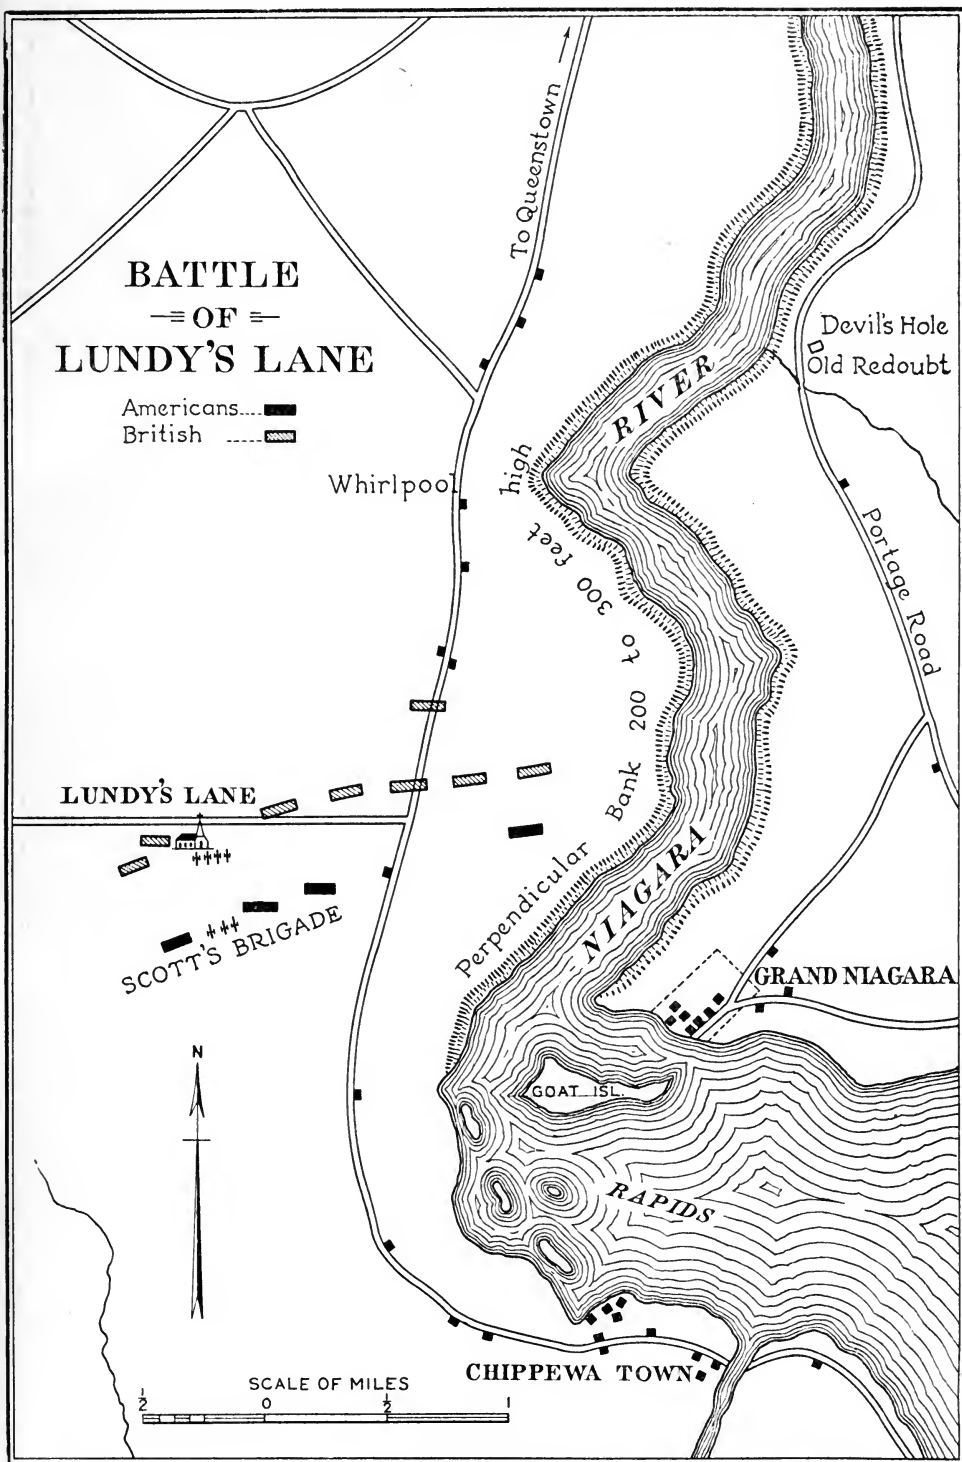 To Queenstown
BATTLE
OF
LUNDY'S LANE
Americans
British
Devil's Hole
Old Redoubt
RIVER
Whirlpool
Perpendicular Bank 200 to 300 feet high
Portage Road
LUNDY'S LANE
SCOTT'S BRIGADE
NIAGARA
GRAND NIAGARA
N
GOAT ISL.
RAPIDS
CHIPPEWA TOWN
SCALE OF MILES
½ 0 ½ 1